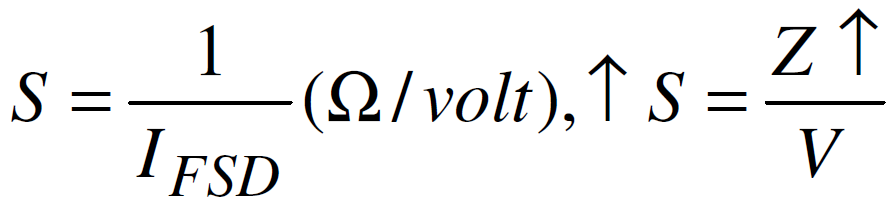 S = 1 / I_FSD (Ω / volt), ↑ S = Z ↑ / V